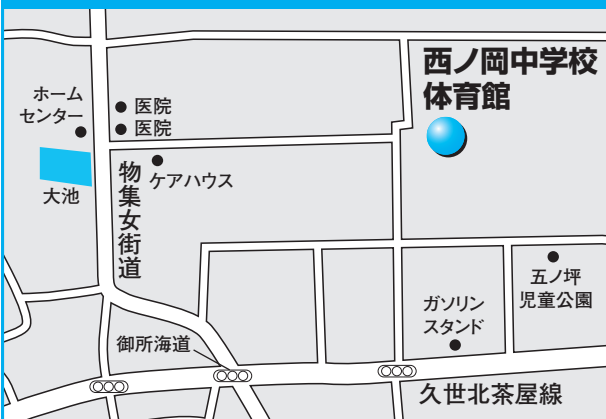 西ノ岡中学校
体育館
ホーム
センター
医院
医院
ケアハウス
大池
物集女街道
五ノ坪
児童公園
ガソリン
スタンド
御所海道
久世北茶屋線